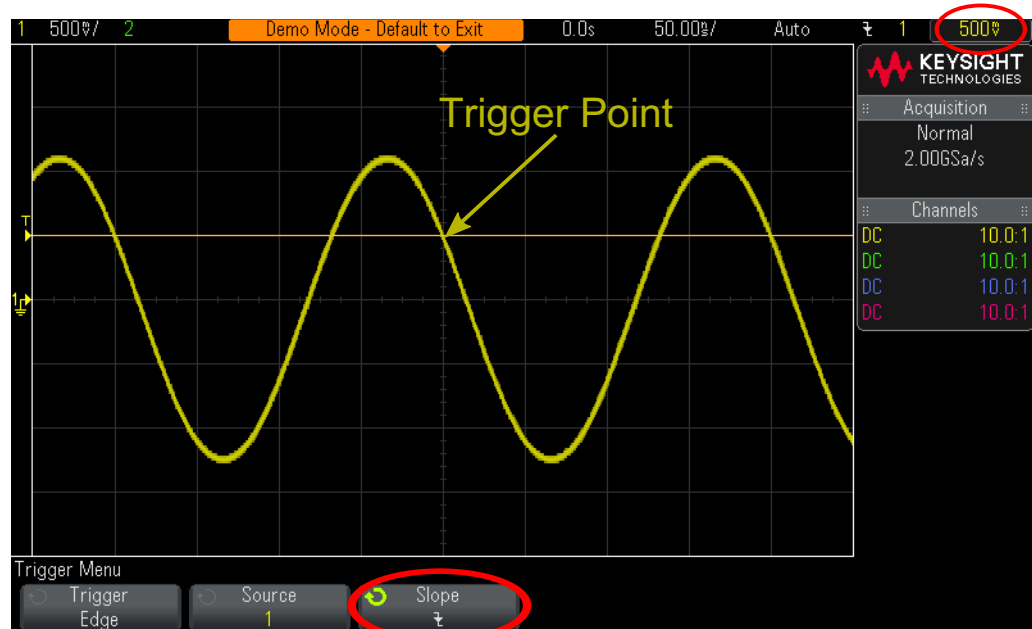 1 500mV/ 2 Demo Mode - Default to Exit 0.0s 50.00ns/ Auto 1 500mV
KEYSIGHT
TECHNOLOGIES
Acquisition
Normal
2.00GSa/s
Channels
DC 10.0:1
DC 10.0:1
DC 10.0:1
DC 10.0:1
Trigger Point
T
1
Trigger Menu
Trigger
Edge
Source
1
Slope